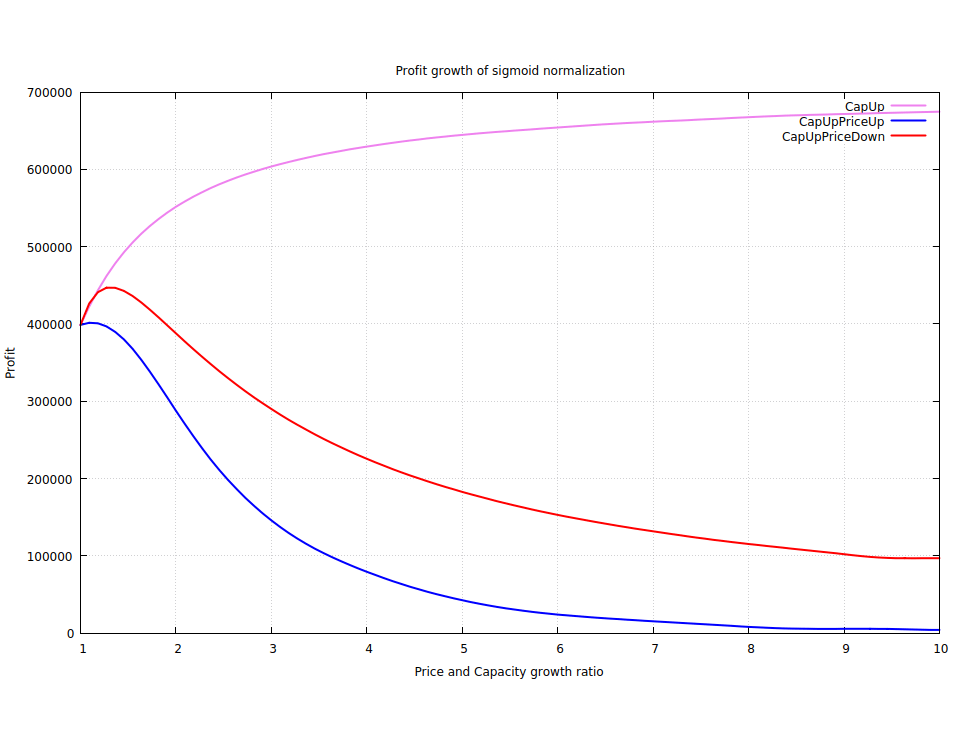 Profit growth of sigmoid normalization
700000
600000
500000
400000
300000
200000
100000
0
Profit
CapUp
CapUpPriceUp
CapUpPriceDown
1 2 3 4 5 6 7 8 9 10
Price and Capacity growth ratio